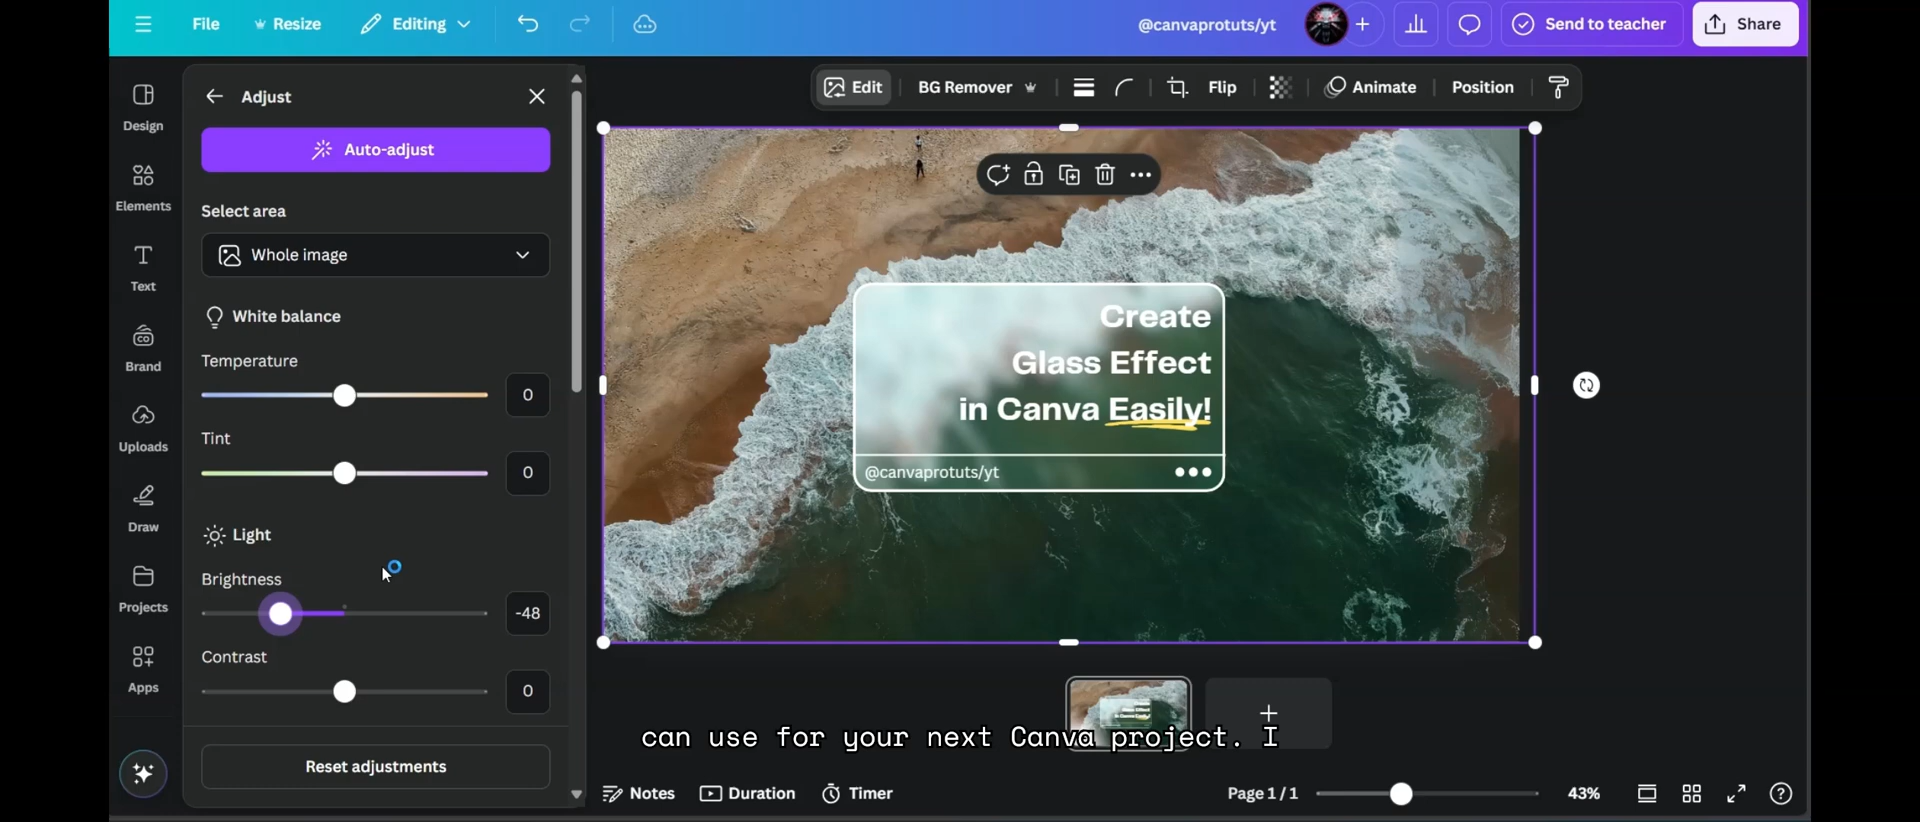 File
Resize
Editing
@canvaprotuts/yt
Send to teacher
Share
Design
Elements
Text
Brand
Uploads
Draw
Projects
Apps
Adjust
Auto-adjust
Select area
Whole image
White balance
Temperature
0
Tint
0
Light
Brightness
-48
Contrast
0
Reset adjustments
Edit
BG Remover
Flip
Animate
Position
Create
Glass Effect
in Canva Easily!
@canvaprotuts/yt
can use for your next Canva project. I
Notes
Duration
Timer
Page 1 / 1
43%